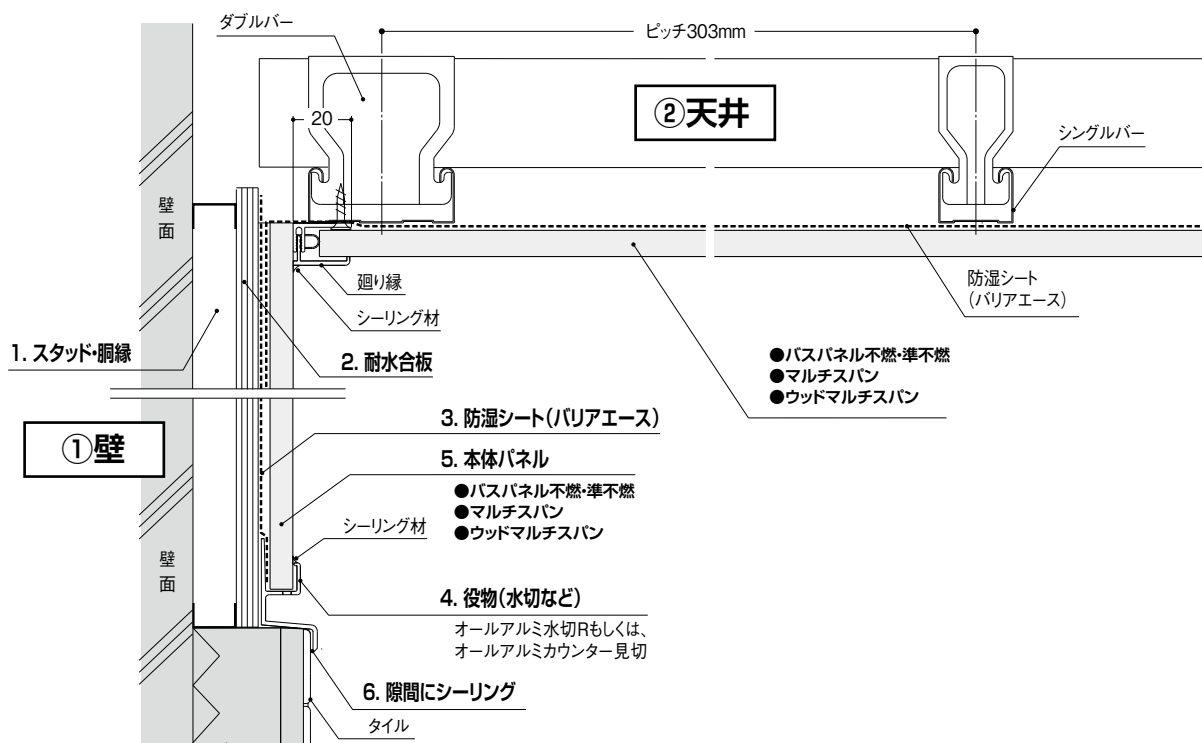 ダブルバー
ピッチ303mm
20
②天井
シングルバー
壁面
廻り縁
シーリング材
防湿シート
(バリアエース)
1. スタッド・胴縁
2. 耐水合板
●バスパネル不燃・準不燃
●マルチスパン
●ウッドマルチスパン
①壁
3. 防湿シート(バリアエース)
5. 本体パネル
●バスパネル不燃・準不燃
●マルチスパン
●ウッドマルチスパン
シーリング材
壁面
4. 役物(水切など)
オールアルミ水切Rもしくは、
オールアルミカウンター見切
6. 隙間にシーリング
タイル